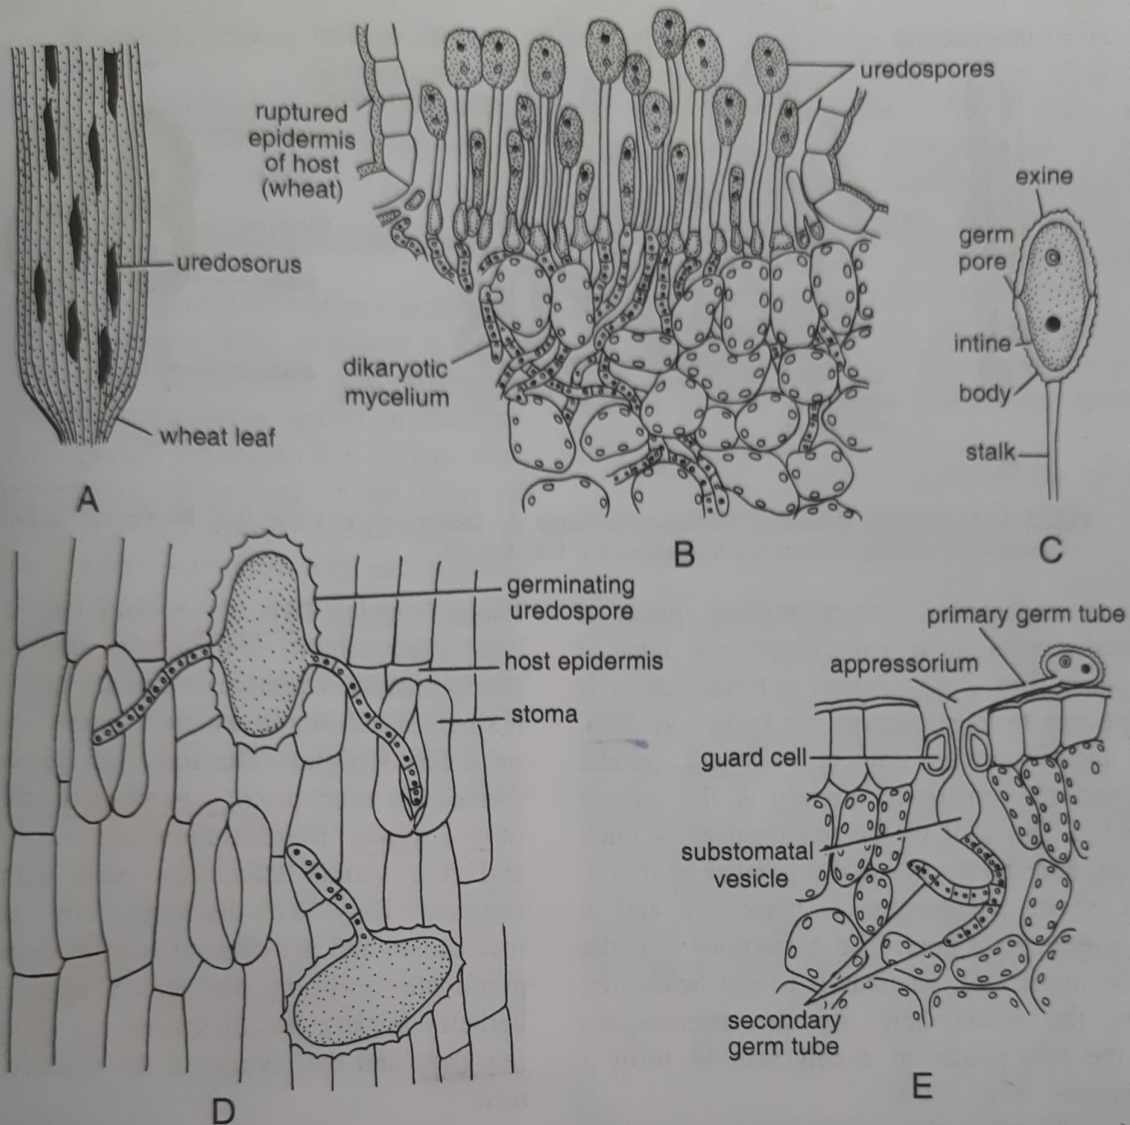 uredosorus
wheat leaf
A
ruptured
epidermis
of host
(wheat)
uredospores
dikaryotic
mycelium
B
exine
germ
pore
intine
body
stalk
C
germinating
uredospore
host epidermis
stoma
D
primary germ tube
appressorium
guard cell
substomatal
vesicle
secondary
germ tube
E